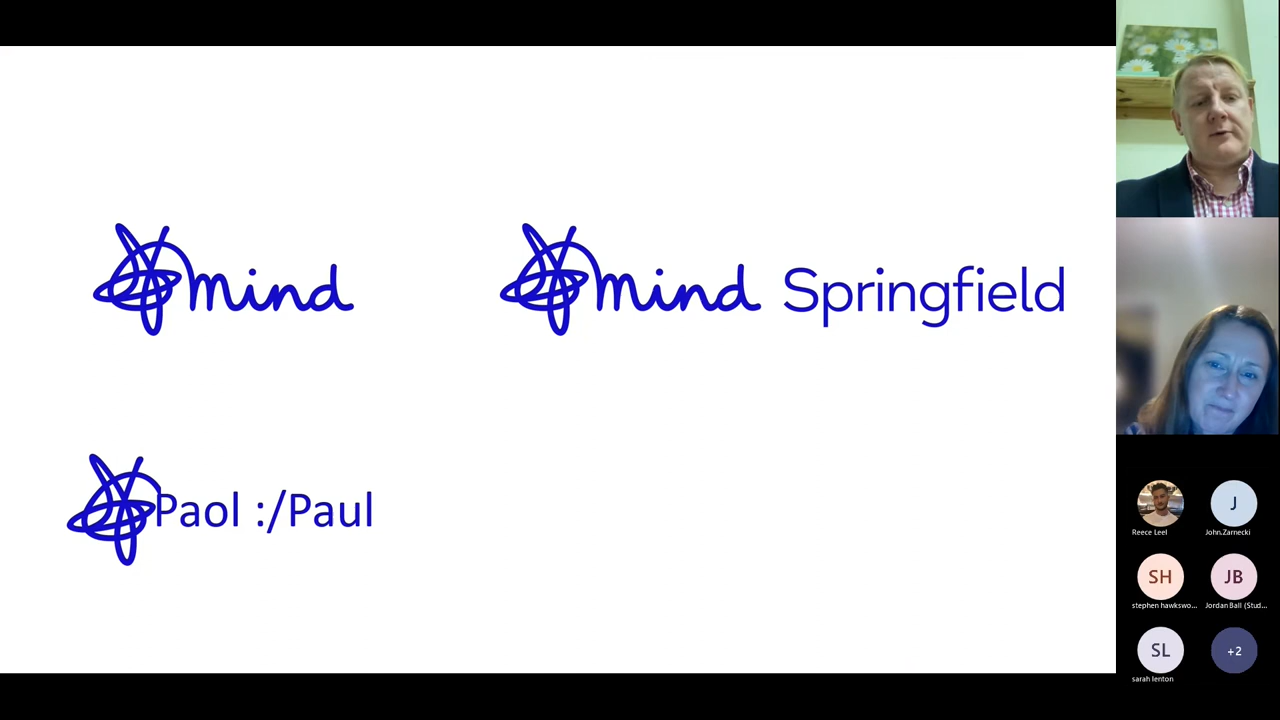 mind
mind Springfield
Paol :/Paul
Reece Leel
J
John.Zarnecki
SH
stephen hawkswo...
JB
Jordan Ball (Stud...
SL
sarah lenton
+2